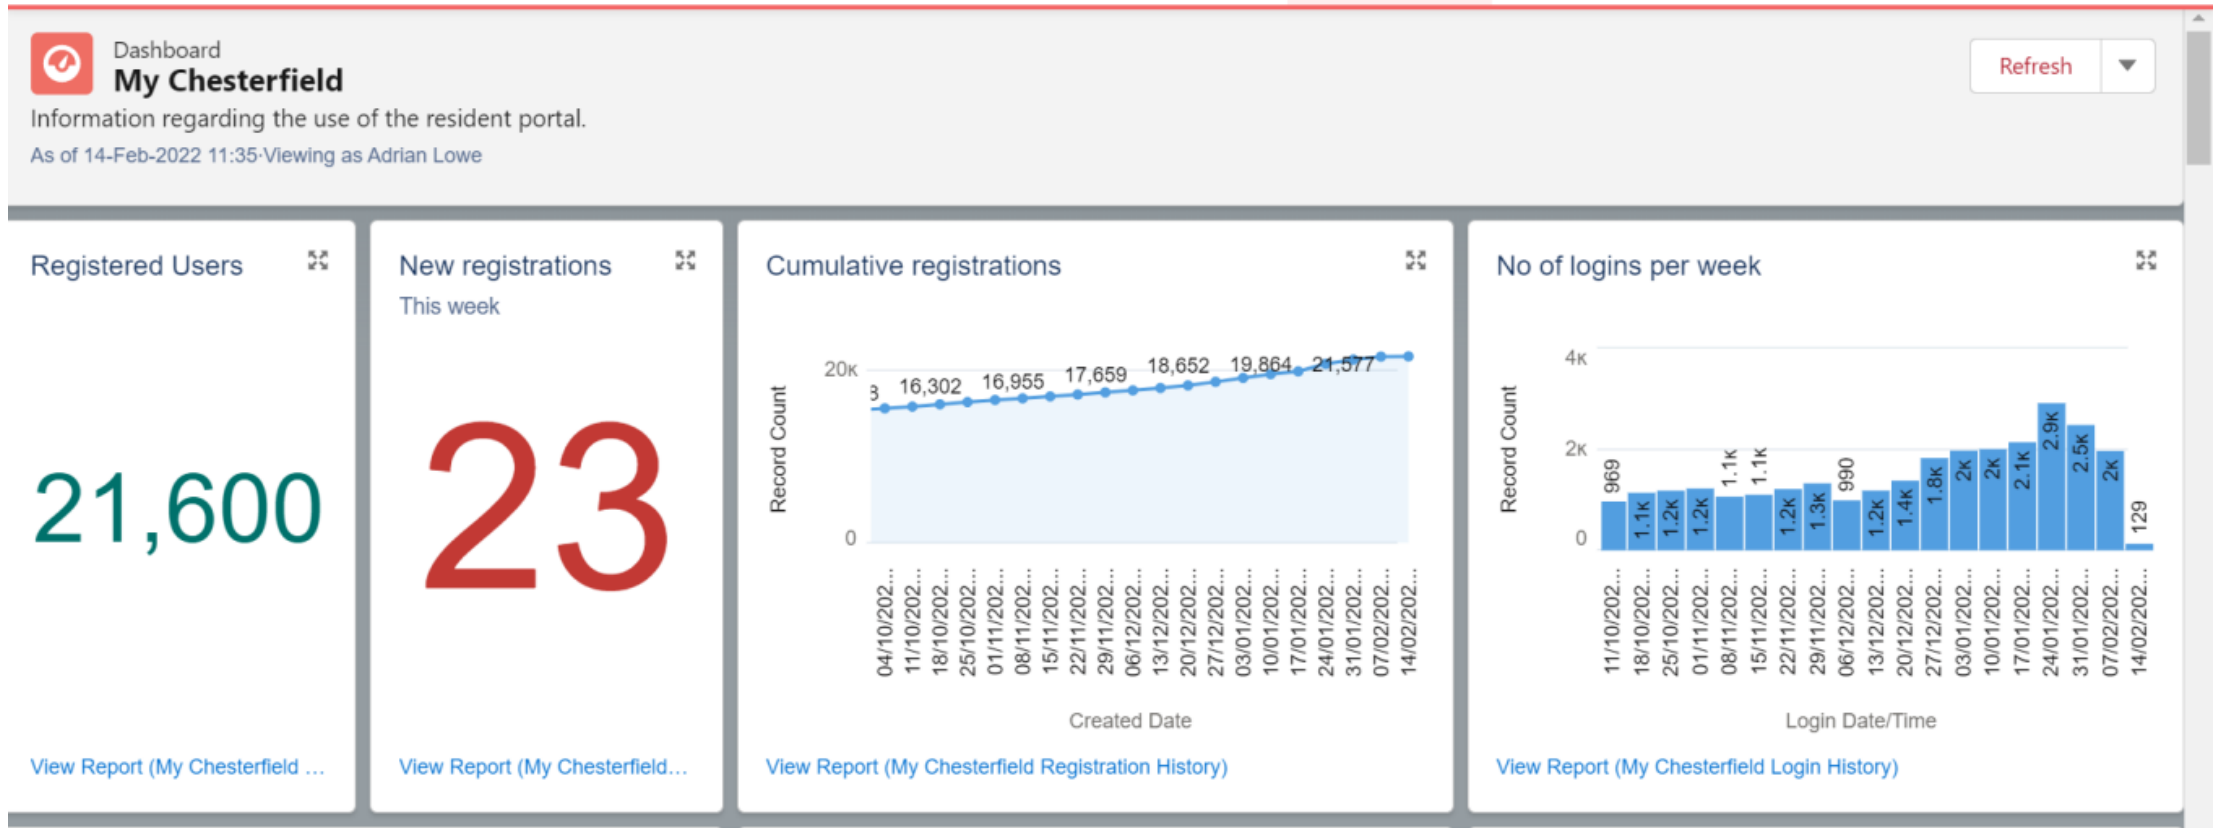 Dashboard
My Chesterfield
Refresh
Information regarding the use of the resident portal.
As of 14-Feb-2022 11:35·Viewing as Adrian Lowe
Registered Users
21,600
View Report (My Chesterfield ...
New registrations
This week
23
View Report (My Chesterfield...
Cumulative registrations
Record Count
20K
0
8
16,302
16,955
17,659
18,652
19,864
21,577
04/10/202...
11/10/202...
18/10/202...
25/10/202...
01/11/202...
08/11/202...
15/11/202...
22/11/202...
29/11/202...
06/12/202...
13/12/202...
20/12/202...
27/12/202...
03/01/202...
10/01/202...
17/01/202...
24/01/202...
31/01/202...
07/02/202...
14/02/202...
Created Date
View Report (My Chesterfield Registration History)
No of logins per week
Record Count
4K
2K
0
969
1.1K
1.2K
1.2K
1.1K
1.1K
1.2K
1.3K
990
1.2K
1.4K
1.8K
2K
2K
2.1K
2.9K
2.5K
2K
129
11/10/202...
18/10/202...
25/10/202...
01/11/202...
08/11/202...
15/11/202...
22/11/202...
29/11/202...
06/12/202...
13/12/202...
20/12/202...
27/12/202...
03/01/202...
10/01/202...
17/01/202...
24/01/202...
31/01/202...
07/02/202...
14/02/202...
Login Date/Time
View Report (My Chesterfield Login History)